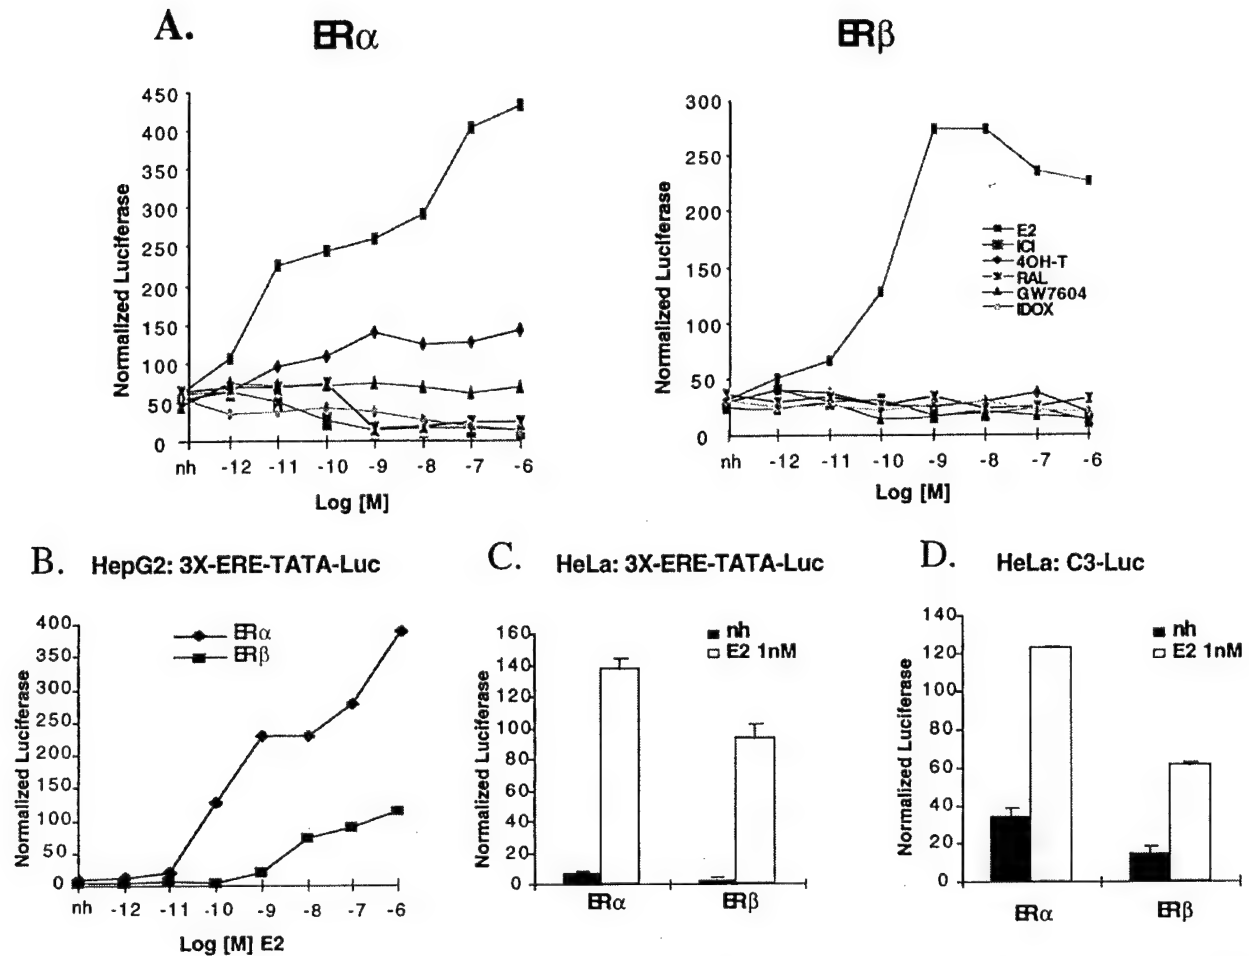 A.
ERα
ERβ
Normalized Luciferase
450
400
350
300
250
200
150
100
50
0
nh -12 -11 -10 -9 -8 -7 -6
Log [M]
Normalized Luciferase
300
250
200
150
100
50
0
nh -12 -11 -10 -9 -8 -7 -6
Log [M]
E2
ICI
4OH-T
RAL
GW7604
IDOX
B. HepG2: 3X-ERE-TATA-Luc
Normalized Luciferase
400
350
300
250
200
150
100
50
0
nh -12 -11 -10 -9 -8 -7 -6
Log [M] E2
ERα
ERβ
C. HeLa: 3X-ERE-TATA-Luc
Normalized Luciferase
160
140
120
100
80
60
40
20
0
nh
E2 1nM
ERα ERβ
D. HeLa: C3-Luc
Normalized Luciferase
140
120
100
80
60
40
20
0
nh
E2 1nM
ERα ERβ